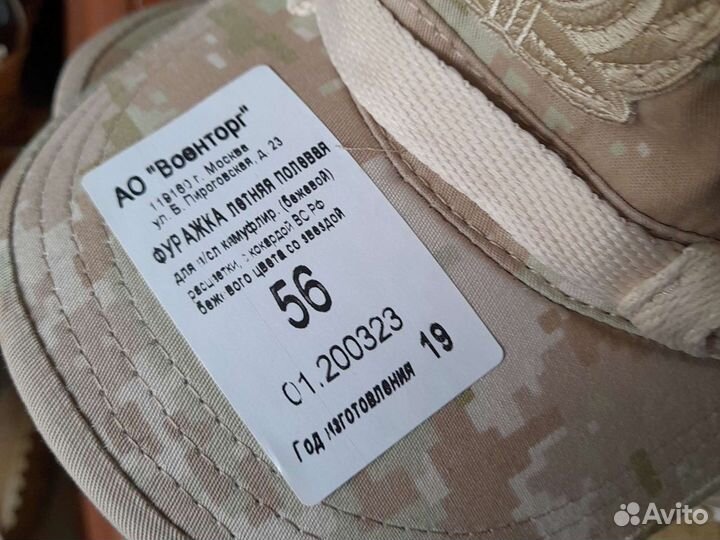 АО "Военторг"
119160 г. Москва
ул. Б. Пироговская, д. 23
ФУРАЖКА летняя полевая
для л/сл камуфлир. (бежевой)
расцветки, с кокардой ВС РФ
бежевого цвета со звездой
56
01.200323
Год изготовления 19
Avito